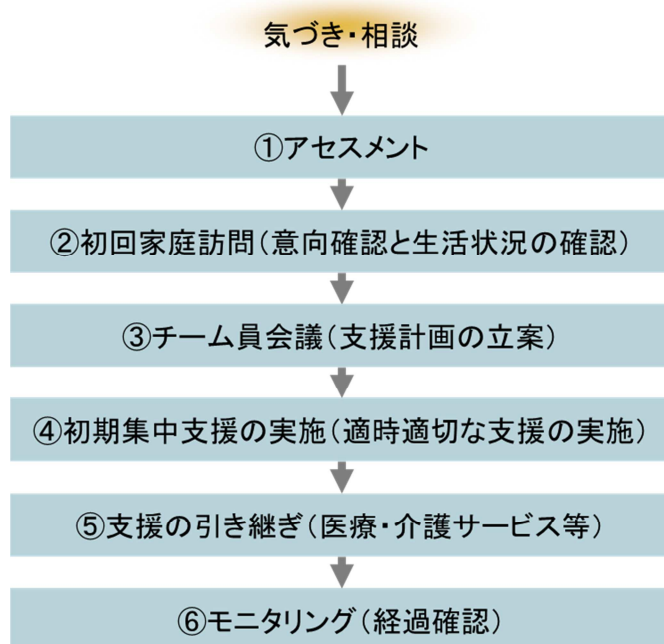 気づき・相談
①アセスメント
②初回家庭訪問（意向確認と生活状況の確認）
③チーム員会議（支援計画の立案）
④初期集中支援の実施（適時適切な支援の実施）
⑤支援の引き継ぎ（医療・介護サービス等）
⑥モニタリング（経過確認）